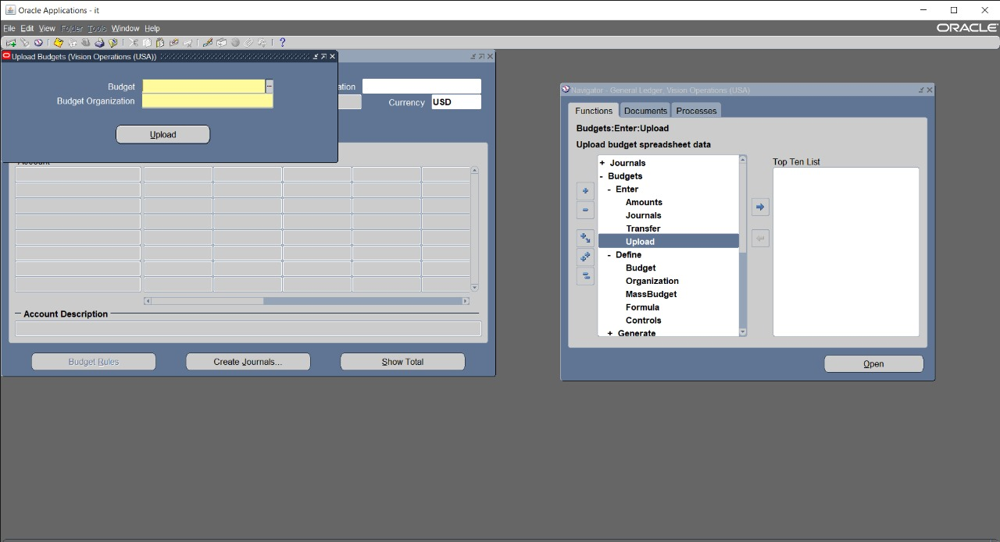 Oracle Applications - it
File Edit View Folder Tools Window Help
ORACLE
Upload Budgets (Vision Operations (USA))
Budget
Budget Organization
Upload
ation
Currency USD
Account
Account Description
Budget Rules
Create Journals...
Show Total
Navigator - General Ledger, Vision Operations (USA)
Functions Documents Processes
Budgets:Enter:Upload
Upload budget spreadsheet data
+ Journals
- Budgets
- Enter
Amounts
Journals
Transfer
Upload
- Define
Budget
Organization
MassBudget
Formula
Controls
+ Generate
Top Ten List
Open